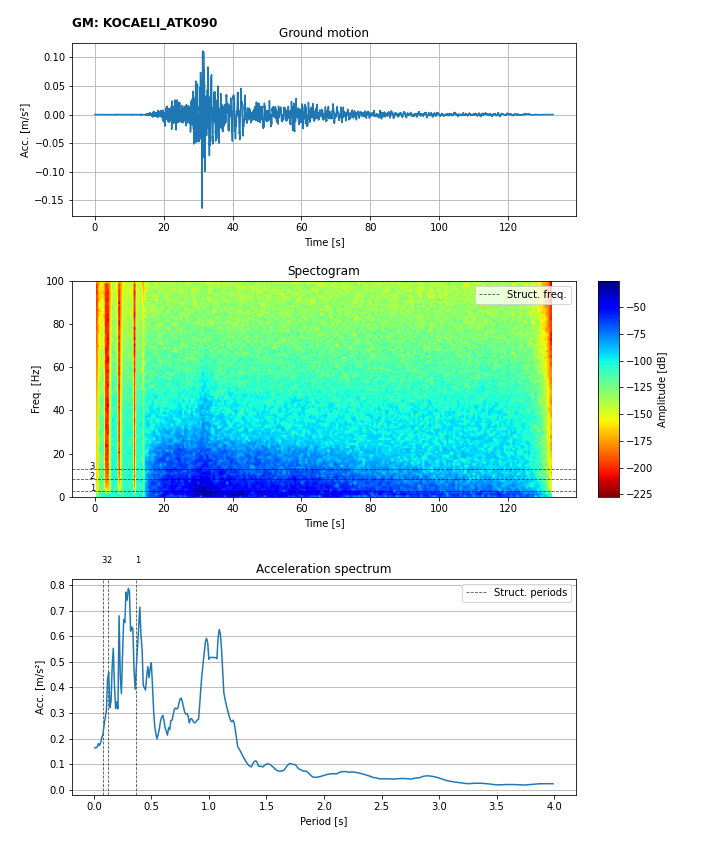 GM: KOCAELI_ATK090
Ground motion
0.10
0.05
0.00
−0.05
−0.10
−0.15
Acc. [m/s²]
0 20 40 60 80 100 120
Time [s]
Spectogram
100
80
60
40
20
0
Freq. [Hz]
3
2
1
Struct. freq.
0 20 40 60 80 100 120
Time [s]
−50
−75
−100
−125
−150
−175
−200
−225
Amplitude [dB]
32 1
Acceleration spectrum
0.8
0.7
0.6
0.5
0.4
0.3
0.2
0.1
0.0
Acc. [m/s²]
Struct. periods
0.0 0.5 1.0 1.5 2.0 2.5 3.0 3.5 4.0
Period [s]